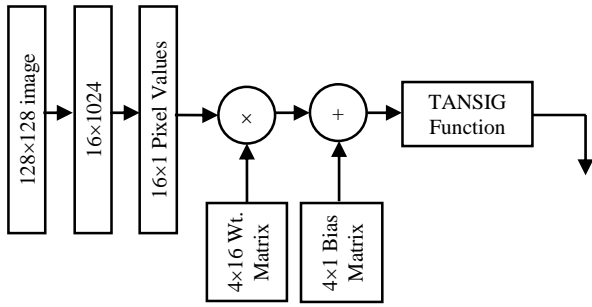 128×128 image
16×1024
16×1 Pixel Values
×
+
TANSIG
Function
4×16 Wt.
Matrix
4×1 Bias
Matrix